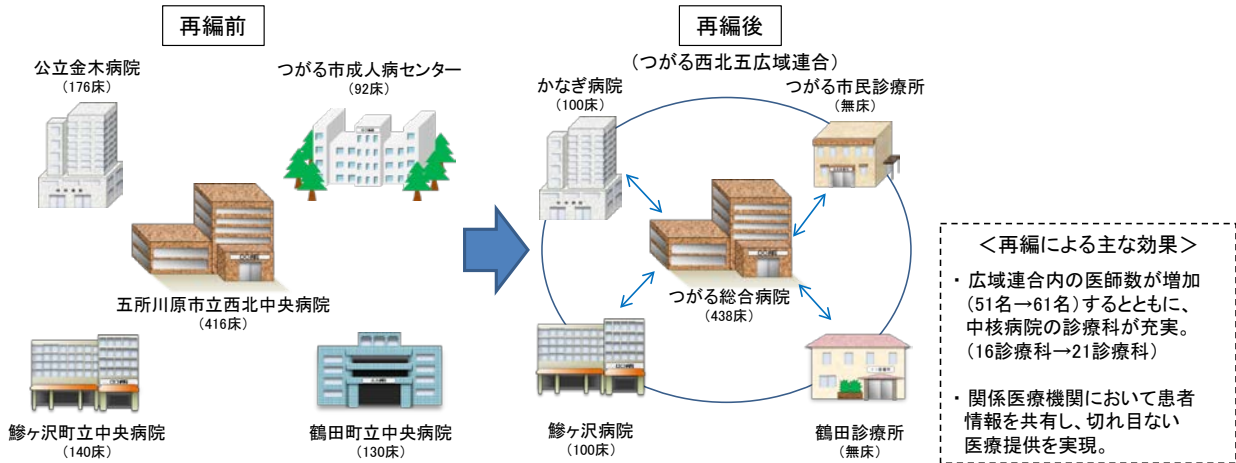 再編前
公立金木病院
(176床)
つがる市成人病センター
(92床)
五所川原市立西北中央病院
(416床)
鰺ヶ沢町立中央病院
(140床)
鶴田町立中央病院
(130床)
再編後
(つがる西北五広域連合)
かなぎ病院
(100床)
つがる市民診療所
(無床)
つがる総合病院
(438床)
鰺ヶ沢病院
(100床)
鶴田診療所
(無床)
＜再編による主な効果＞
・ 広域連合内の医師数が増加
(51名→61名)するとともに、
中核病院の診療科が充実。
(16診療科→21診療科)
・ 関係医療機関において患者
情報を共有し、切れ目ない
医療提供を実現。